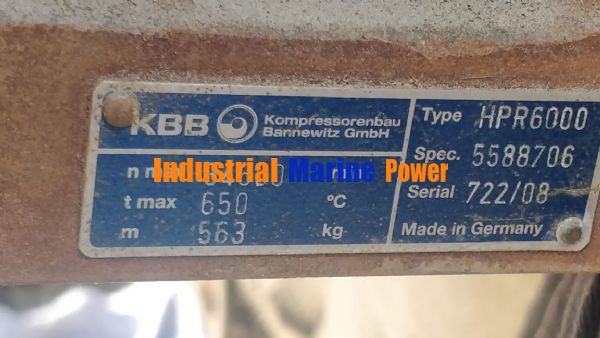 KBB Kompressorenbau
Bannewitz GmbH
Type HPR6000
Spec. 5588706
Serial 722/08
Made in Germany
t max 650 °C
m 563 kg
Industrial Marine Power